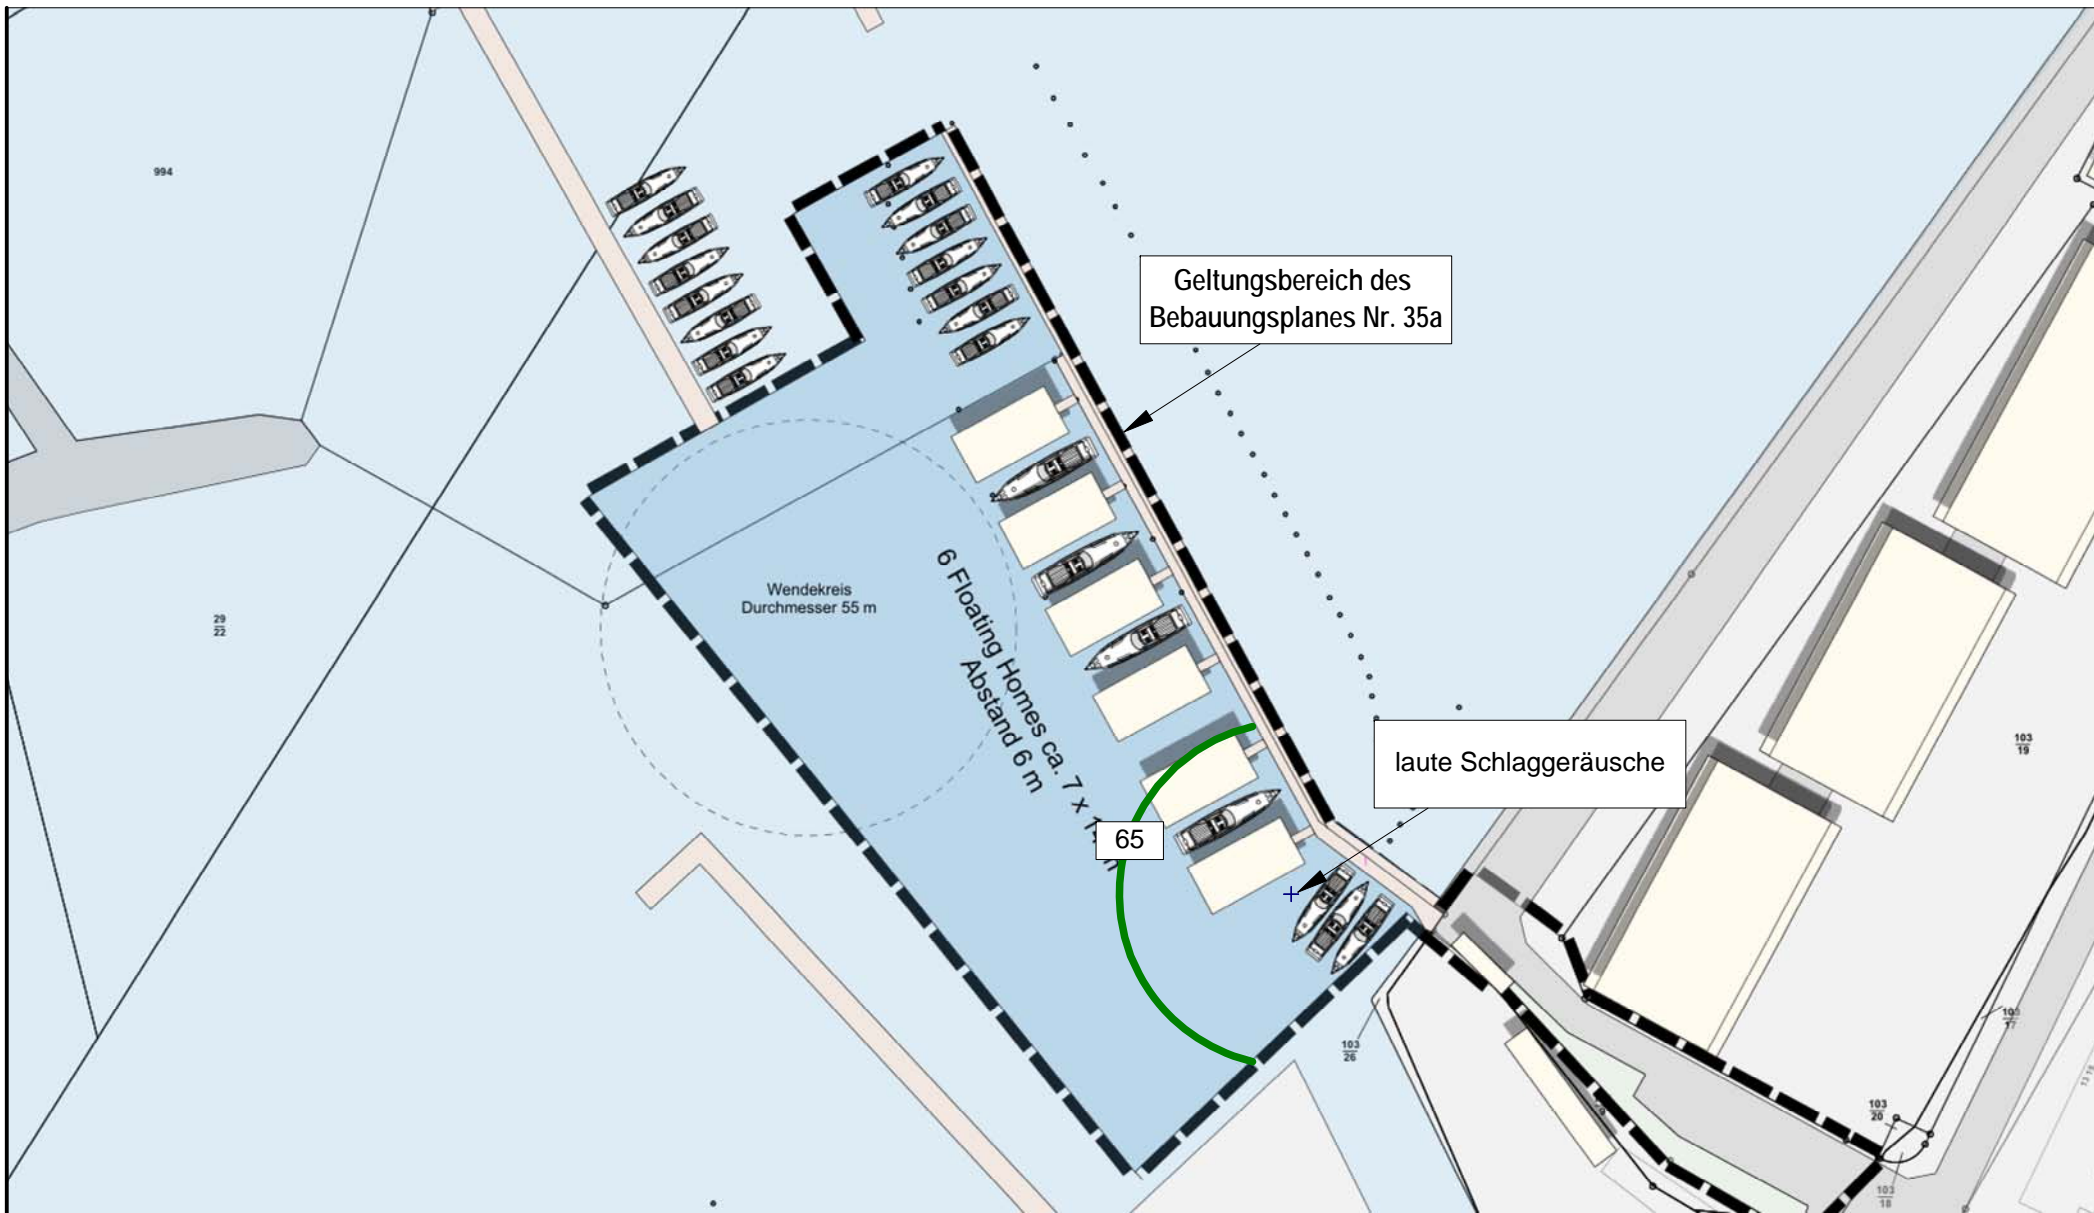 994
Geltungsbereich des
Bebauungsplanes Nr. 35a
Wendekreis
Durchmesser 55 m
6 Floating Homes ca. 7 x
Abstand 6 m
29
22
laute Schlaggeräusche
65
103
19
103
17
103
26
103
20
103
18